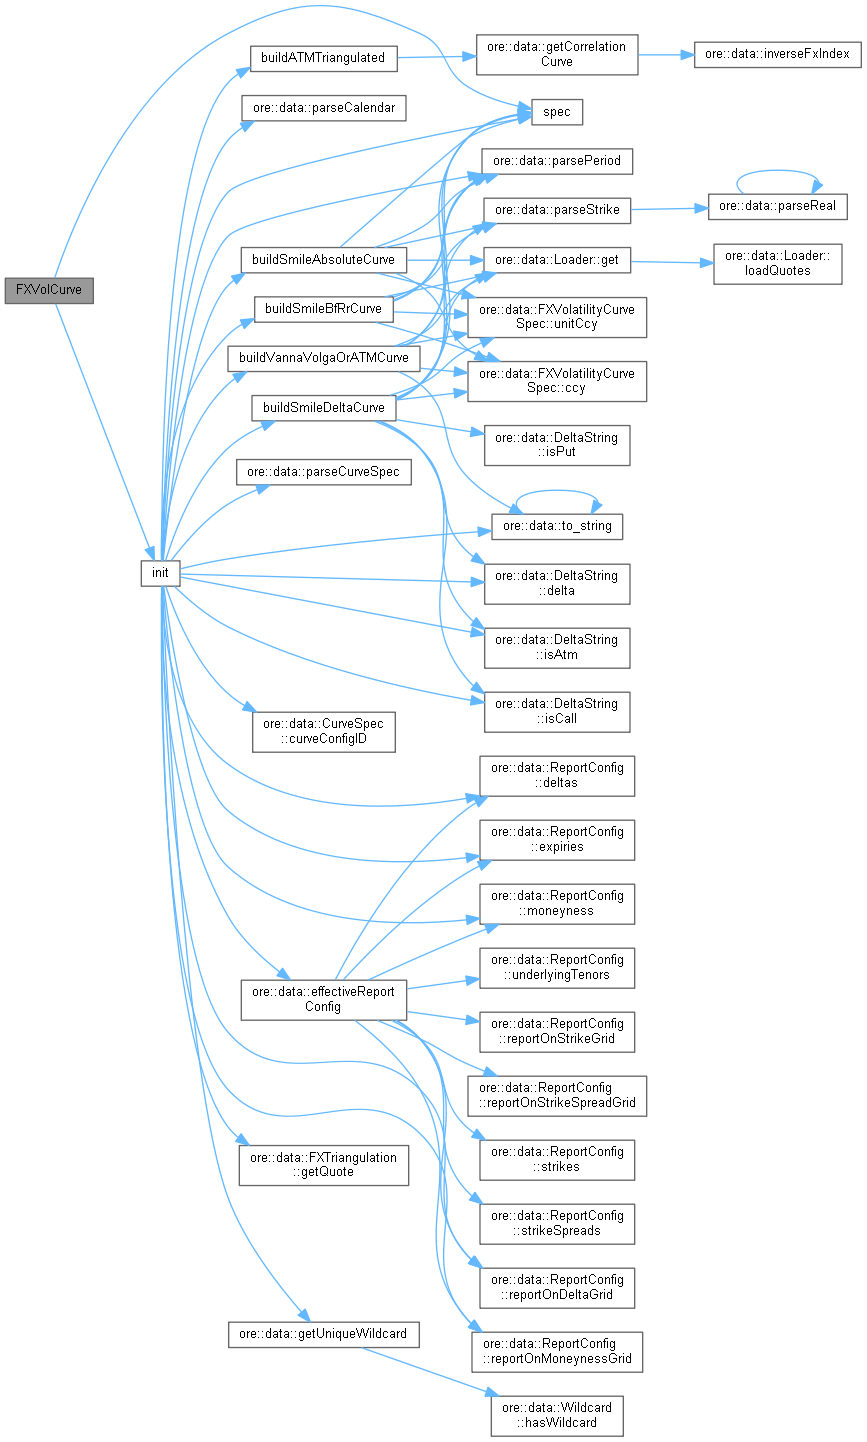 FXVolCurve
init
buildATMTriangulated
ore::data::parseCalendar
buildSmileAbsoluteCurve
buildSmileBfRrCurve
buildVannaVolgaOrATMCurve
buildSmileDeltaCurve
ore::data::parseCurveSpec
ore::data::CurveSpec
::curveConfigID
ore::data::effectiveReport
Config
ore::data::FXTriangulation
::getQuote
ore::data::getUniqueWildcard
ore::data::getCorrelation
Curve
spec
ore::data::parsePeriod
ore::data::parseStrike
ore::data::Loader::get
ore::data::FXVolatilityCurve
Spec::unitCcy
ore::data::FXVolatilityCurve
Spec::ccy
ore::data::DeltaString
::isPut
ore::data::to_string
ore::data::DeltaString
::delta
ore::data::DeltaString
::isAtm
ore::data::DeltaString
::isCall
ore::data::ReportConfig
::deltas
ore::data::ReportConfig
::expiries
ore::data::ReportConfig
::moneyness
ore::data::ReportConfig
::underlyingTenors
ore::data::ReportConfig
::reportOnStrikeGrid
ore::data::ReportConfig
::reportOnStrikeSpreadGrid
ore::data::ReportConfig
::strikes
ore::data::ReportConfig
::strikeSpreads
ore::data::ReportConfig
::reportOnDeltaGrid
ore::data::ReportConfig
::reportOnMoneynessGrid
ore::data::Wildcard
::hasWildcard
ore::data::inverseFxIndex
ore::data::parseReal
ore::data::Loader::
loadQuotes